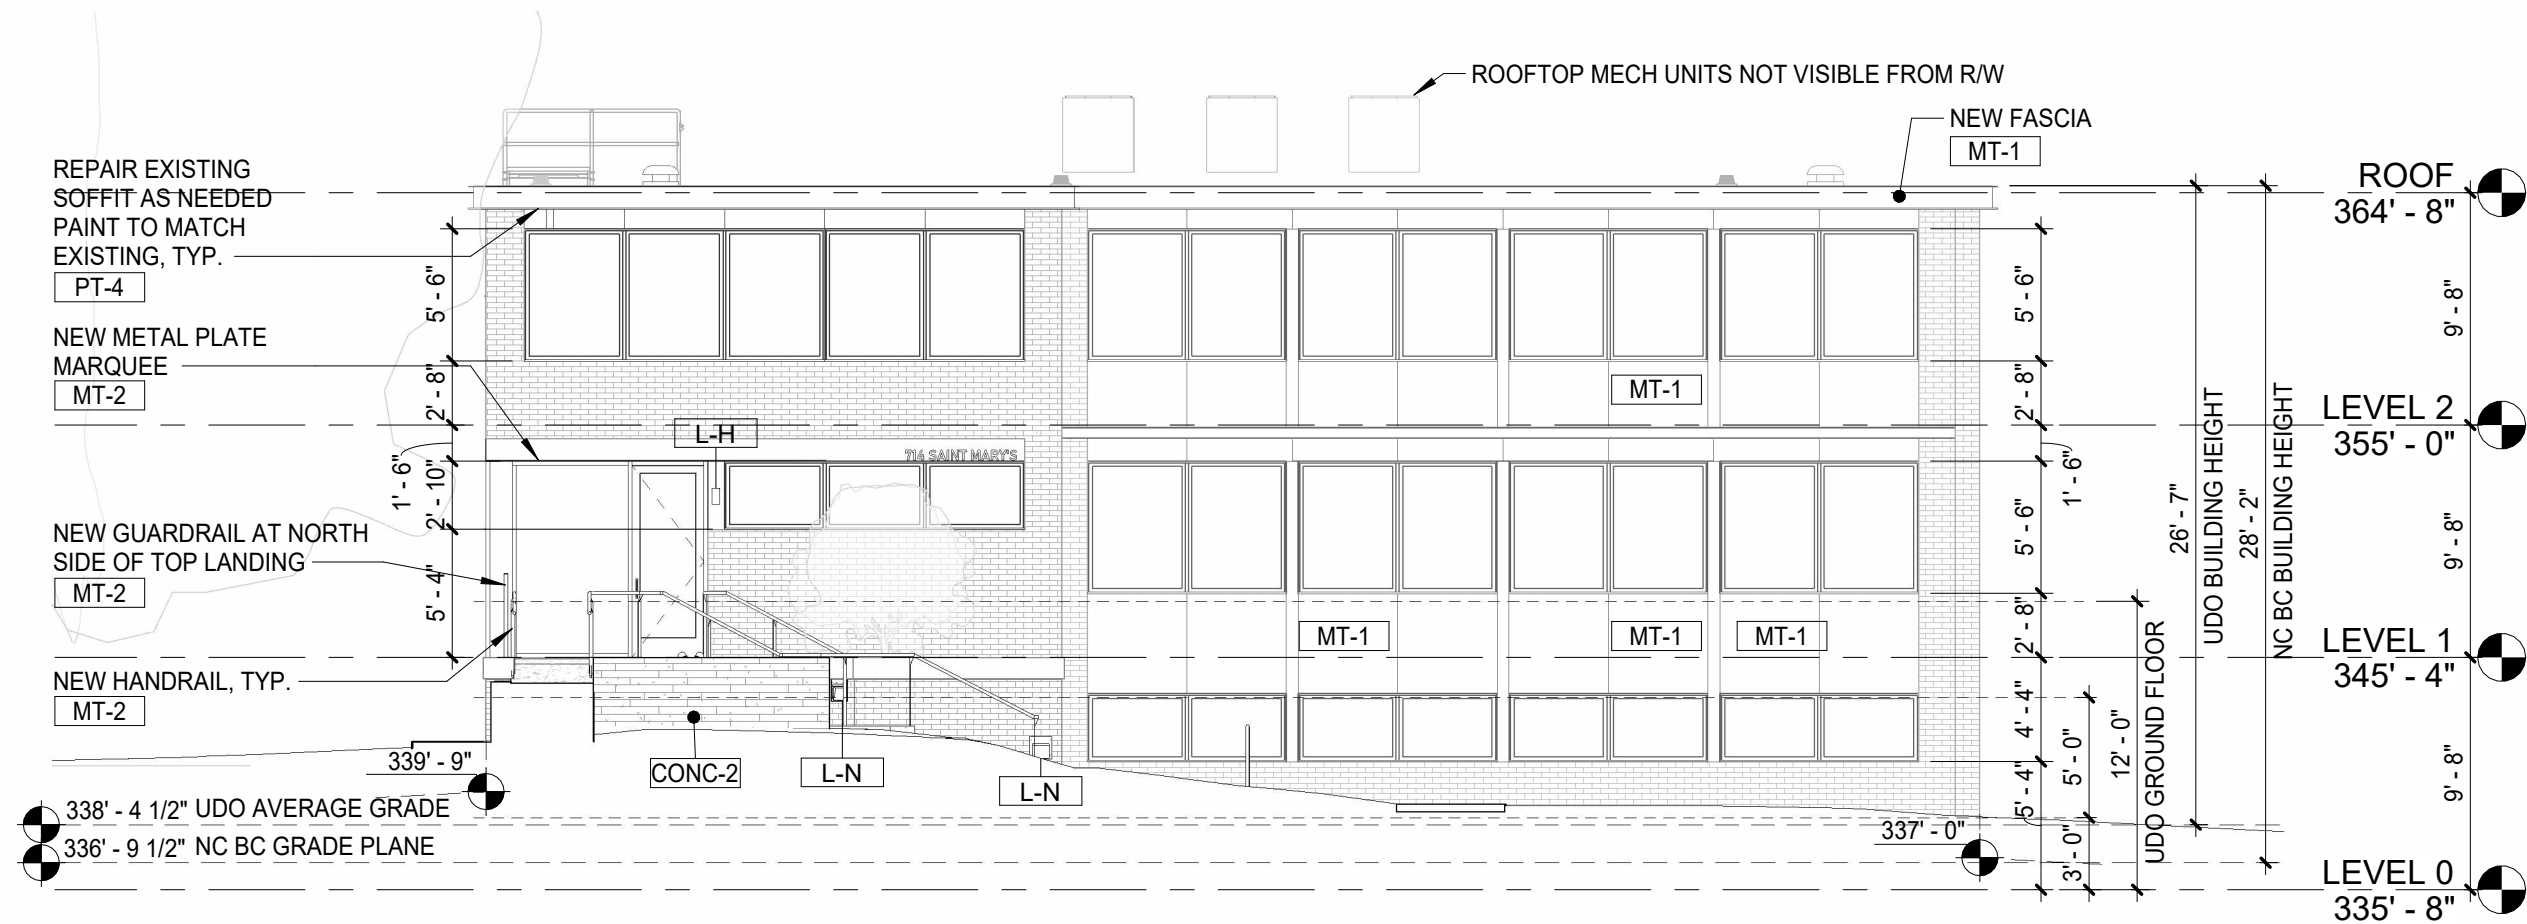 ROOFTOP MECH UNITS NOT VISIBLE FROM R/W
NEW FASCIA
MT-1
REPAIR EXISTING
SOFFIT AS NEEDED
PAINT TO MATCH
EXISTING, TYP.
PT-4
NEW METAL PLATE
MARQUEE
MT-2
NEW GUARDRAIL AT NORTH
SIDE OF TOP LANDING
MT-2
NEW HANDRAIL, TYP.
MT-2
5' - 6"
2' - 8"
1' - 6"
2' - 10"
5' - 4"
L-H
714 SAINT MARY'S
MT-1
MT-1
MT-1
MT-1
CONC-2
L-N
L-N
339' - 9"
338' - 4 1/2" UDO AVERAGE GRADE
336' - 9 1/2" NC BC GRADE PLANE
337' - 0"
5' - 6"
2' - 8"
1' - 6"
5' - 6"
2' - 8"
4' - 4"
5' - 4"
5' - 0"
3' - 0"
12' - 0"
UDO GROUND FLOOR
26' - 7"
UDO BUILDING HEIGHT
28' - 2"
NC BC BUILDING HEIGHT
ROOF
364' - 8"
9' - 8"
LEVEL 2
355' - 0"
9' - 8"
LEVEL 1
345' - 4"
9' - 8"
LEVEL 0
335' - 8"